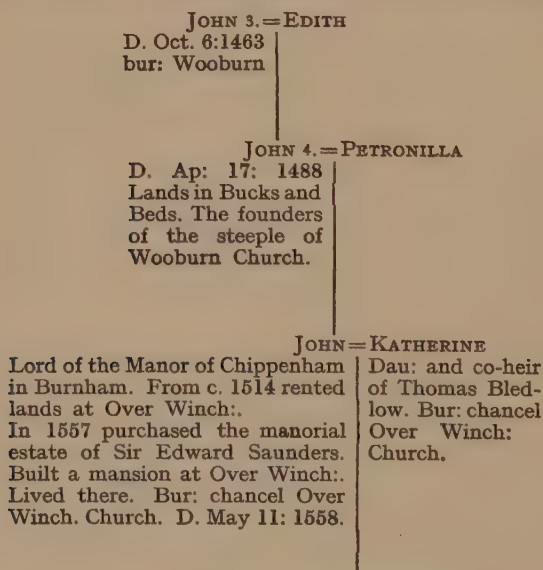 JOHN 3.=EDITH
D. Oct. 6:1463
bur: Wooburn
JOHN 4.=PETRONILLA
D. Ap: 17: 1488
Lands in Bucks and
Beds. The founders
of the steeple of
Wooburn Church.
JOHN=KATHERINE
Lord of the Manor of Chippenham
in Burnham. From c. 1514 rented
lands at Over Winch:.
In 1557 purchased the manorial
estate of Sir Edward Saunders.
Built a mansion at Over Winch:.
Lived there. Bur: chancel Over
Winch. Church. D. May 11: 1558.
Dau: and co-heir
of Thomas Bled-
low. Bur: chancel
Over Winch:
Church.